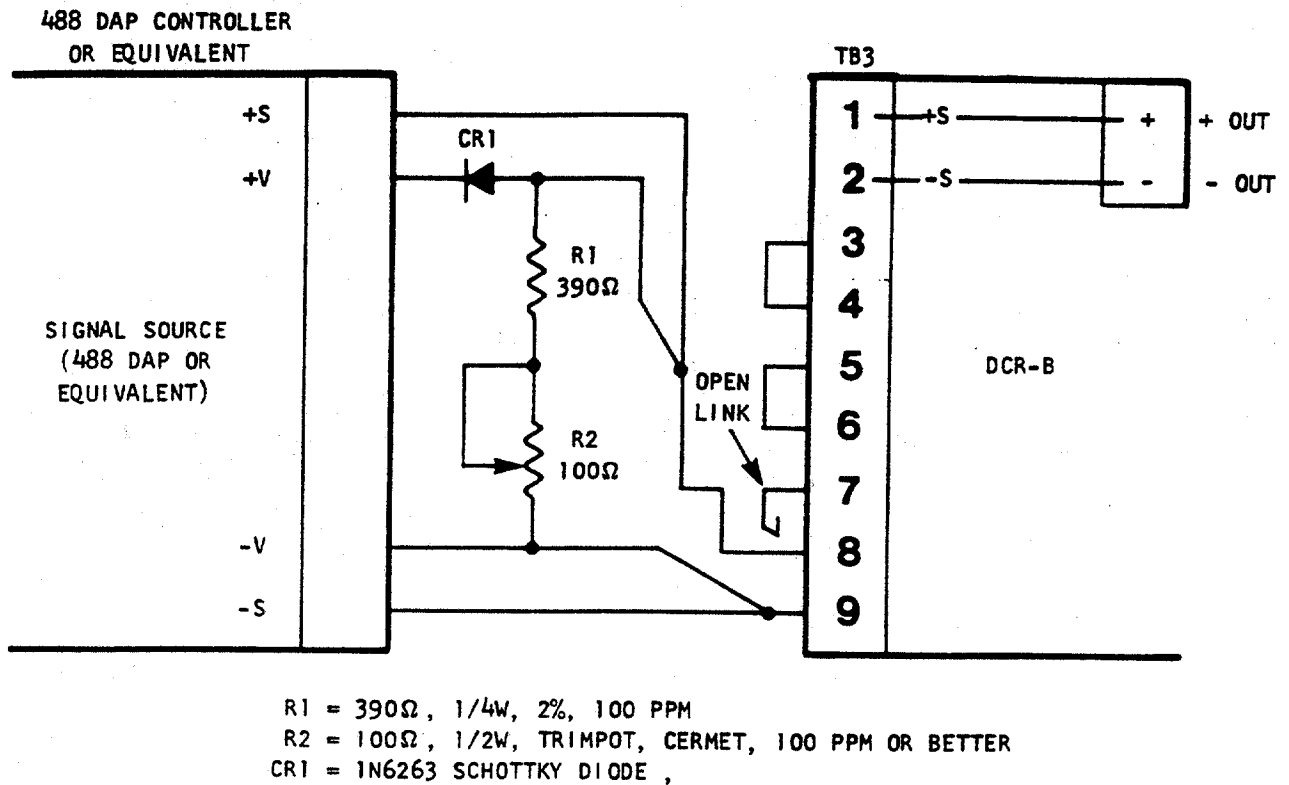 488 DAP CONTROLLER
OR EQUIVALENT
TB3
+S
+V
CR1
R1
390Ω
SIGNAL SOURCE
(488 DAP OR
EQUIVALENT)
R2
100Ω
-V
-S
OPEN
LINK
1
2
3
4
5
6
7
8
9
+S
-S
+
-
+ OUT
- OUT
DCR-B
R1 = 390Ω, 1/4W, 2%, 100 PPM
R2 = 100Ω, 1/2W, TRIMPOT, CERMET, 100 PPM OR BETTER
CR1 = 1N6263 SCHOTTKY DIODE ,